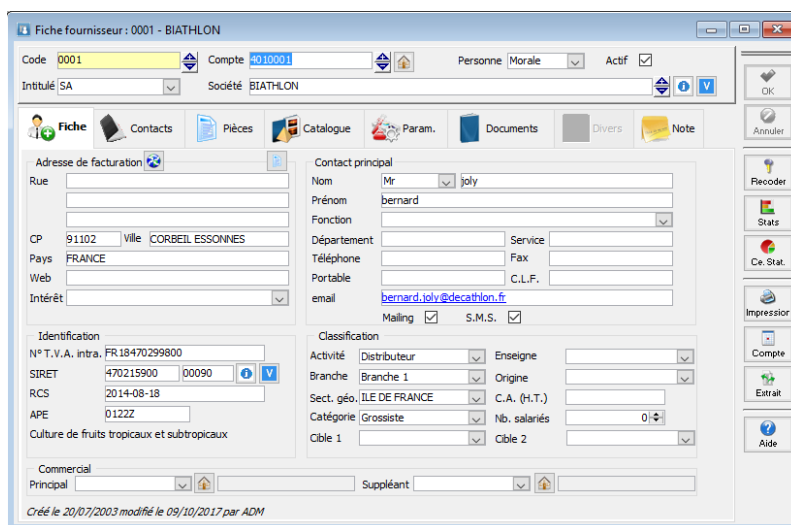 Fiche fournisseur : 0001 - BIATHLON
Code 0001 Compte 4010001 Personne Morale Actif
Intitulé SA Société BIATHLON
OK
Annuler
Recoder
Stats
Ce. Stat.
Impression
Compte
Extrait
Aide
Fiche Contacts Pièces Catalogue Param. Documents Divers Note
Adresse de facturation
Rue
CP 91102 Ville CORBEIL ESSONNES
Pays FRANCE
Web
Intérêt
Contact principal
Nom Mr joly
Prénom bernard
Fonction
Département Service
Téléphone Fax
Portable C.L.F.
email bernard.joly@decathlon.fr
Mailing S.M.S.
Identification
N° T.V.A. intra. FR18470299800
SIRET 470215900 00090
RCS 2014-08-18
APE 0122Z
Culture de fruits tropicaux et subtropicaux
Classification
Activité Distributeur Enseigne
Branche Branche 1 Origine
Sect. géo. ILE DE FRANCE C.A. (H.T.)
Catégorie Grossiste Nb. salariés 0
Cible 1 Cible 2
Commercial
Principal Suppléant
Créé le 20/07/2003 modifié le 09/10/2017 par ADM